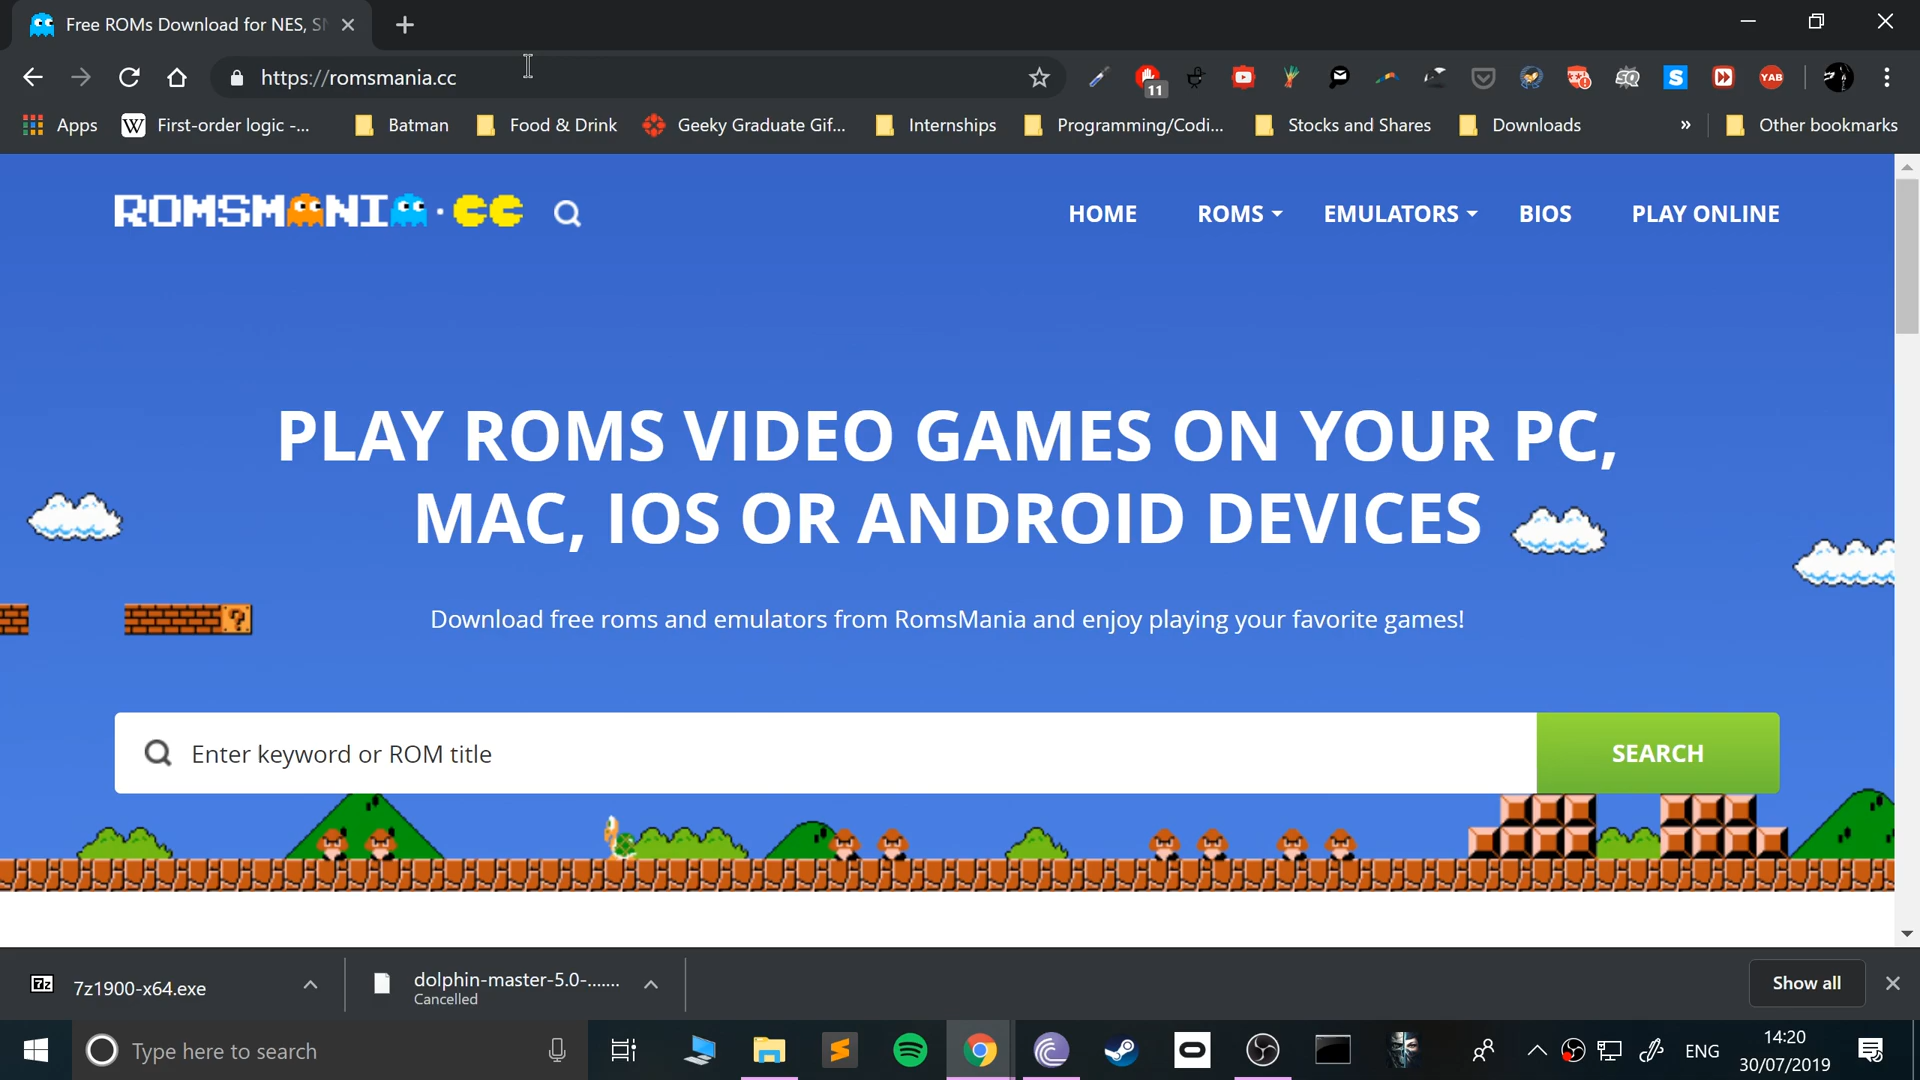 Free ROMs Download for NES, SN
https://romsmania.cc
11
YAB
Apps
W First-order logic -...
Batman
Food & Drink
Geeky Graduate Gif...
Internships
Programming/Codi...
Stocks and Shares
Downloads
»
Other bookmarks
ROMSMANIA.CC
HOME
ROMS
EMULATORS
BIOS
PLAY ONLINE
PLAY ROMS VIDEO GAMES ON YOUR PC,
MAC, IOS OR ANDROID DEVICES
Download free roms and emulators from RomsMania and enjoy playing your favorite games!
Enter keyword or ROM title
SEARCH
7z 7z1900-x64.exe
dolphin-master-5.0-.......
Cancelled
Show all
Type here to search
ENG
14:20
30/07/2019